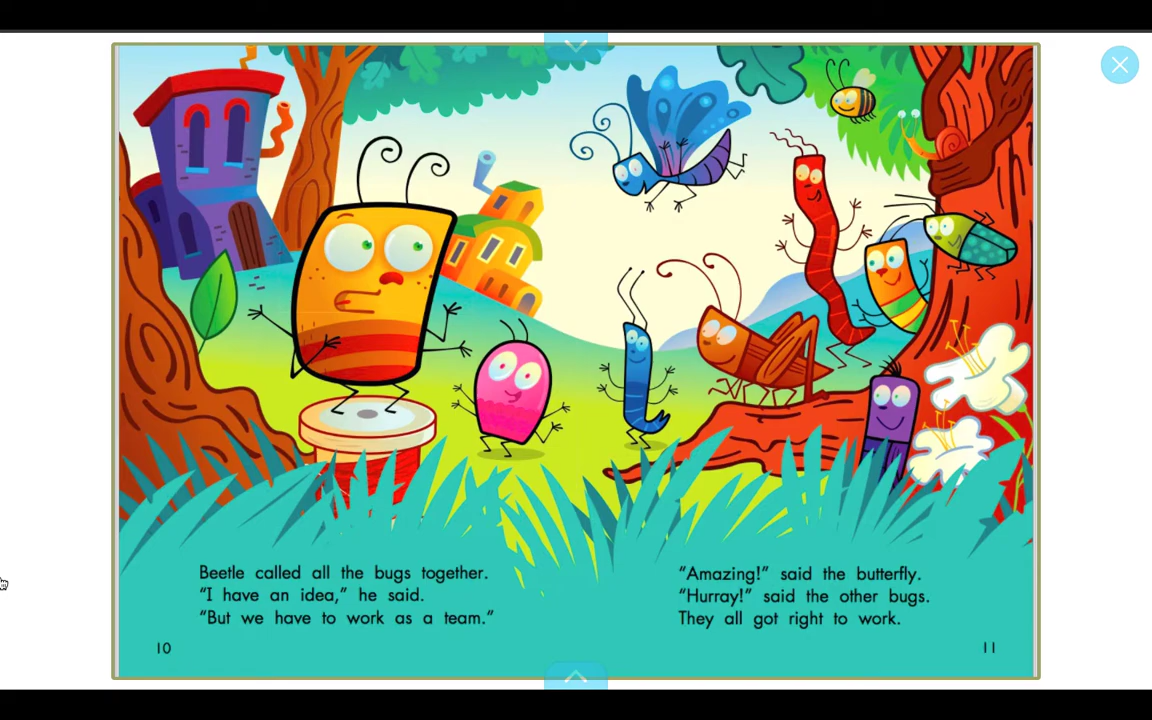 Beetle called all the bugs together.
“I have an idea,” he said.
“But we have to work as a team.”
10
“Amazing!” said the butterfly.
“Hurray!” said the other bugs.
They all got right to work.
11